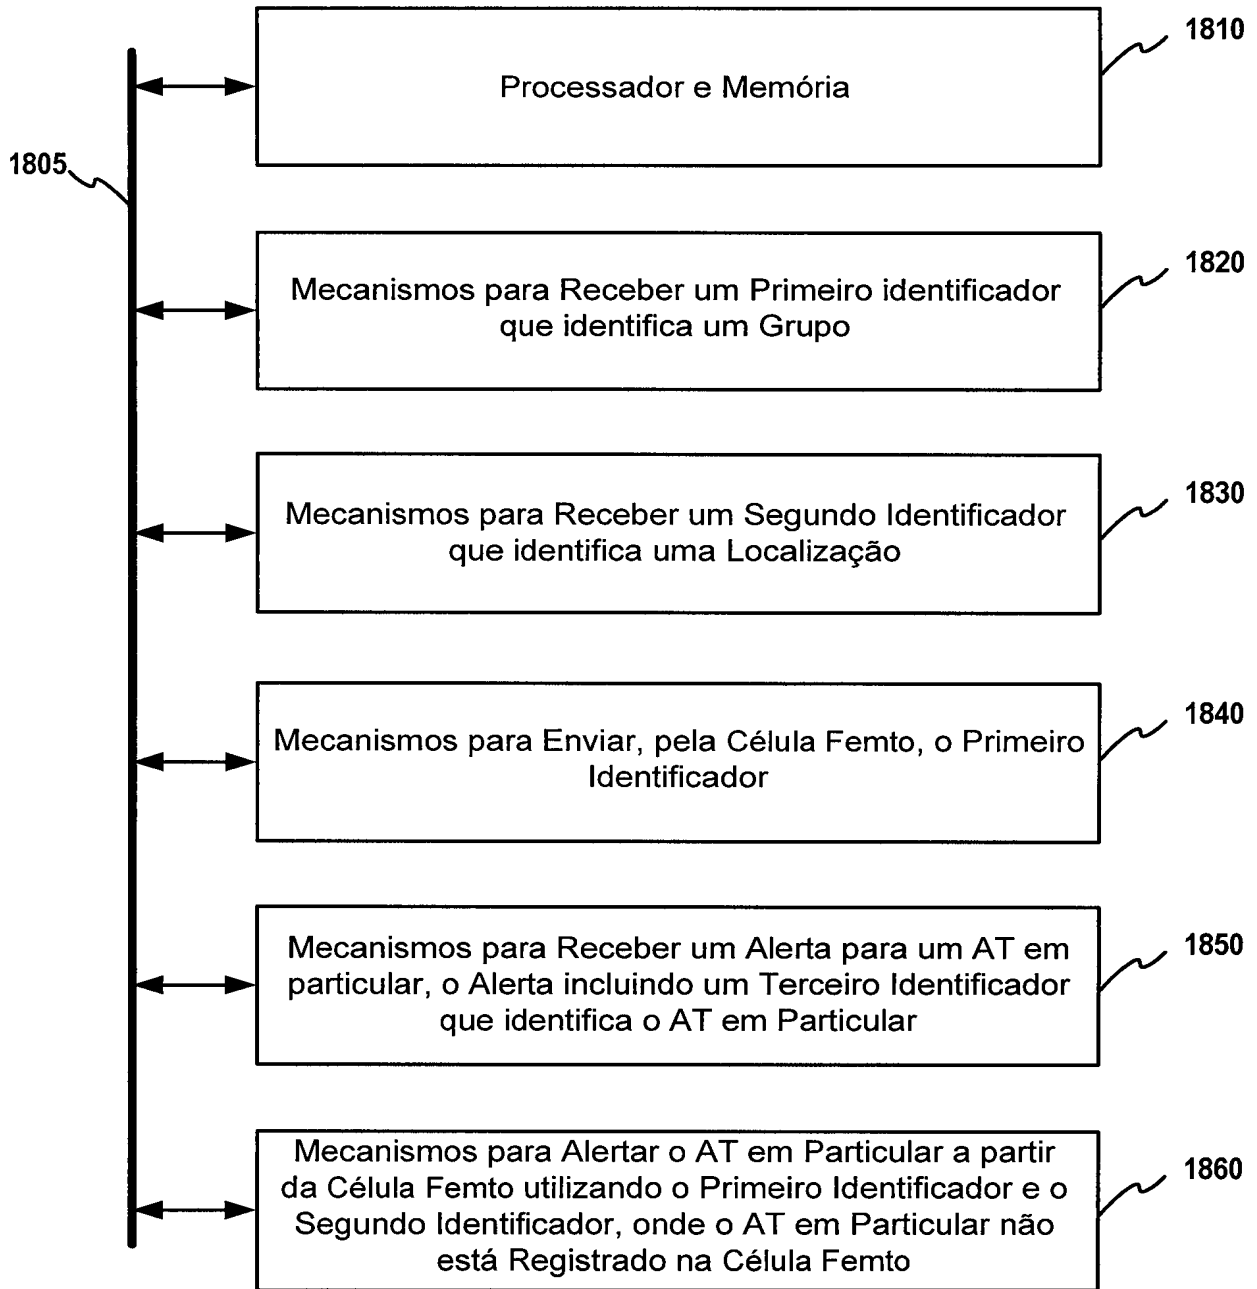 1810
Processador e Memória
1805
1820
Mecanismos para Receber um Primeiro identificador
que identifica um Grupo
1830
Mecanismos para Receber um Segundo Identificador
que identifica uma Localização
1840
Mecanismos para Enviar, pela Célula Femto, o Primeiro
Identificador
1850
Mecanismos para Receber um Alerta para um AT em
particular, o Alerta incluindo um Terceiro Identificador
que identifica o AT em Particular
1860
Mecanismos para Alertar o AT em Particular a partir
da Célula Femto utilizando o Primeiro Identificador e o
Segundo Identificador, onde o AT em Particular não
está Registrado na Célula Femto